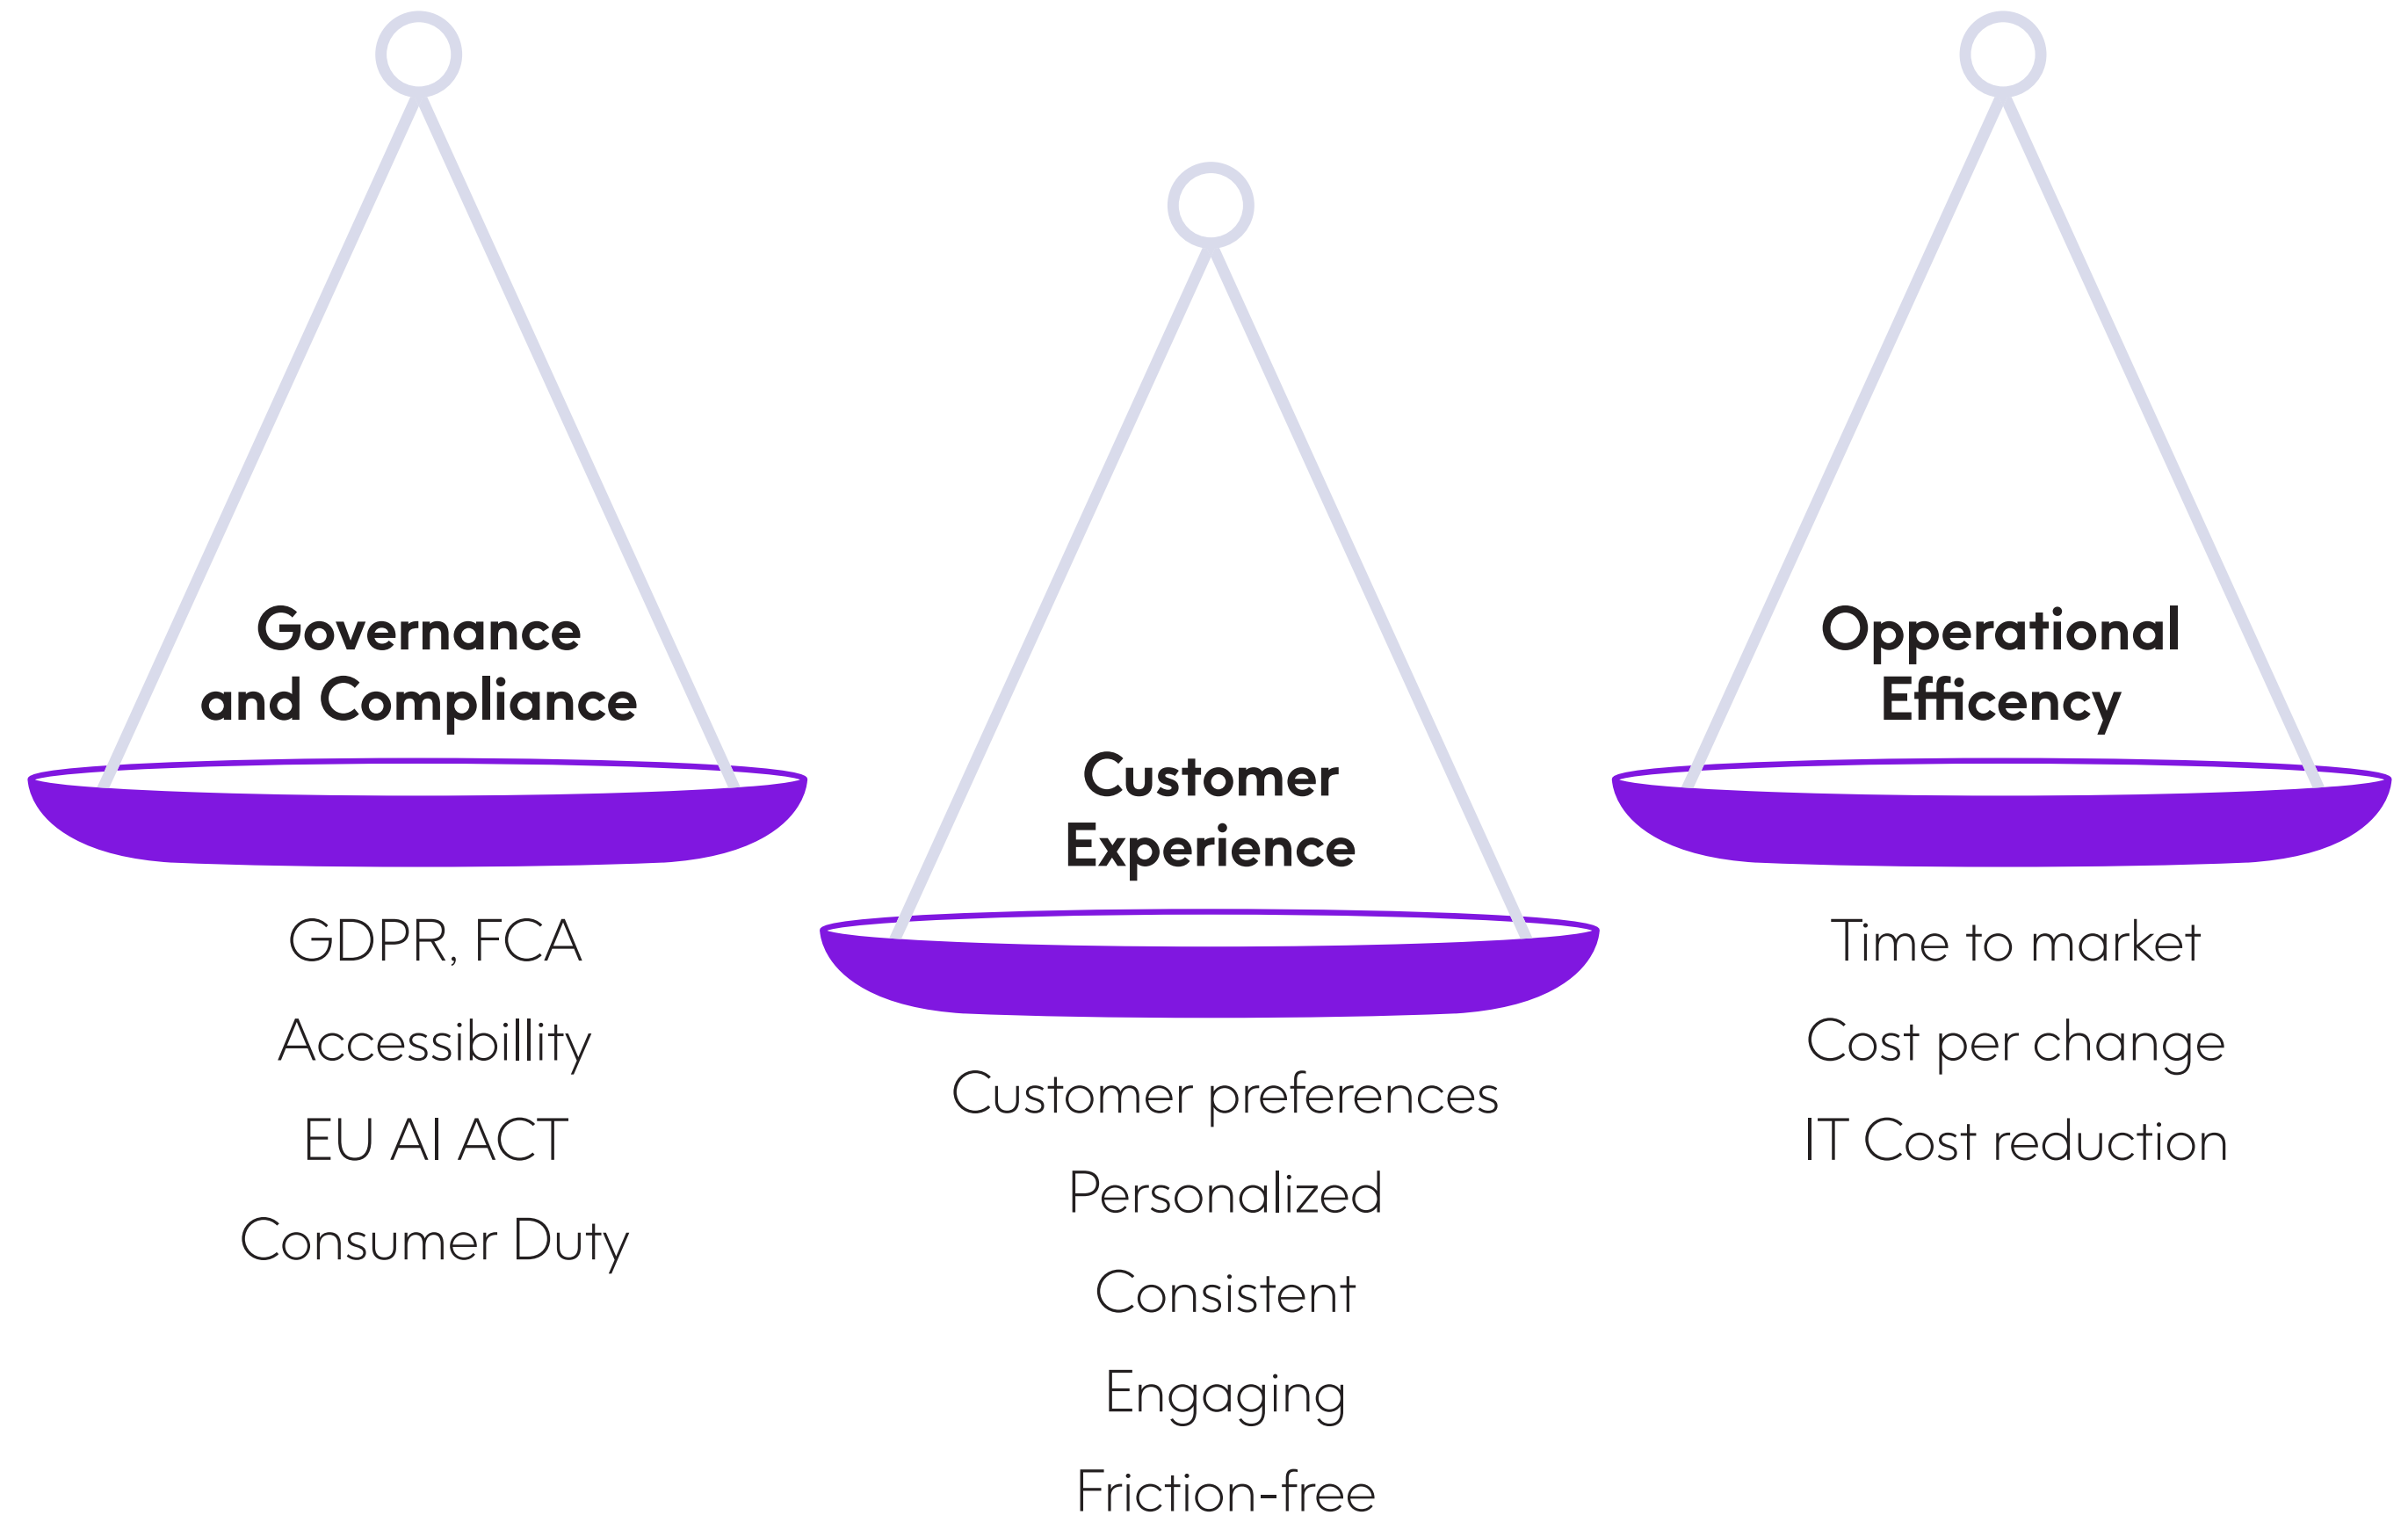 Governance
and Compliance
GDPR, FCA
Accessibillity
EU AI ACT
Consumer Duty
Customer
Experience
Customer preferences
Personalized
Consistent
Engaging
Friction-free
Opperational
Efficency
Time to market
Cost per change
IT Cost reduction